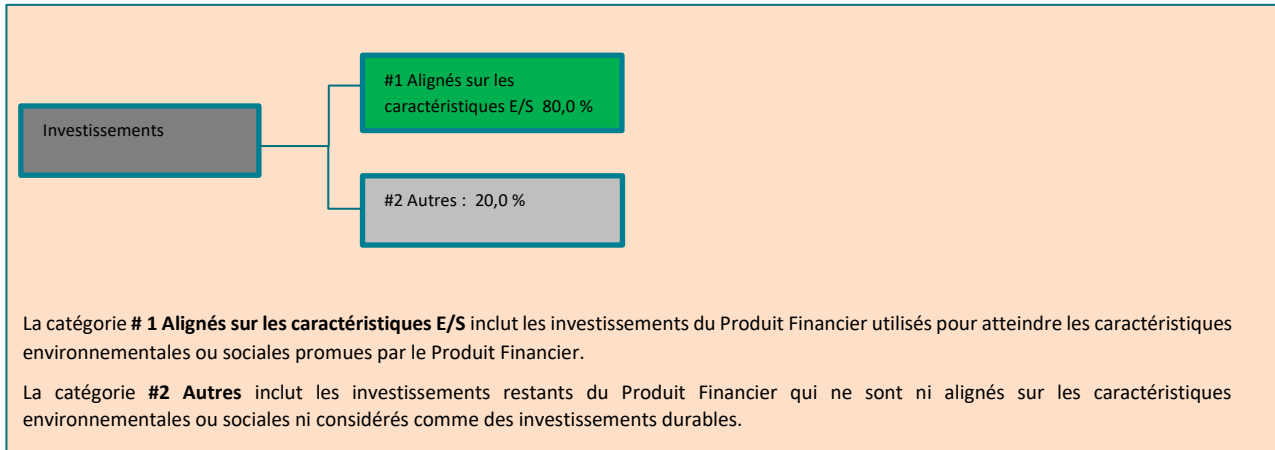 #1 Alignés sur les
caractéristiques E/S 80,0 %
Investissements
#2 Autres : 20,0 %
La catégorie # 1 Alignés sur les caractéristiques E/S inclut les investissements du Produit Financier utilisés pour atteindre les caractéristiques
environnementales ou sociales promues par le Produit Financier.
La catégorie #2 Autres inclut les investissements restants du Produit Financier qui ne sont ni alignés sur les caractéristiques
environnementales ou sociales ni considérés comme des investissements durables.